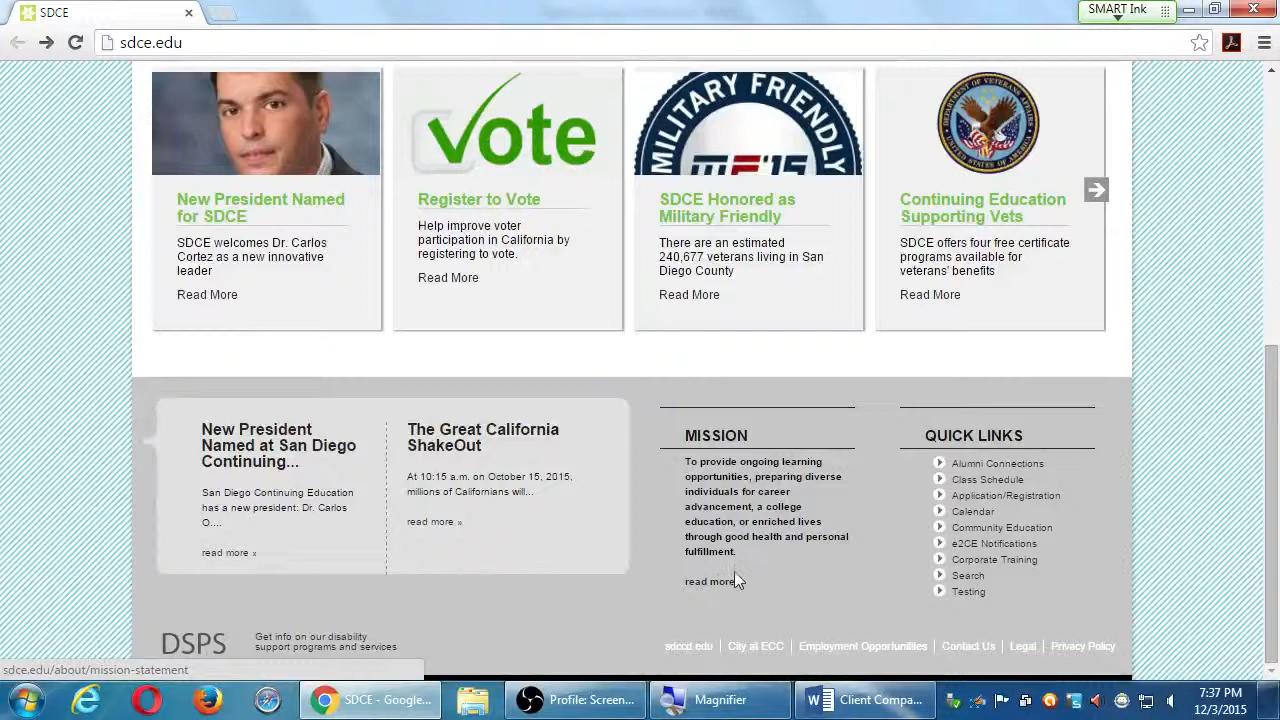 SDCE
SMART Ink
sdce.edu
vote
MILITARY FRIENDLY
MF'15
DEPARTMENT OF VETERANS AFFAIRS
UNITED STATES OF AMERICA
New President Named
for SDCE
SDCE welcomes Dr. Carlos
Cortez as a new innovative
leader
Read More
Register to Vote
Help improve voter
participation in California by
registering to vote.
Read More
SDCE Honored as
Military Friendly
There are an estimated
240,677 veterans living in San
Diego County
Read More
Continuing Education
Supporting Vets
SDCE offers four free certificate
programs available for
veterans' benefits
Read More
New President
Named at San Diego
Continuing...
San Diego Continuing Education
has a new president: Dr. Carlos
O....
read more »
The Great California
ShakeOut
At 10:15 a.m. on October 15, 2015,
millions of Californians will...
read more »
MISSION
To provide ongoing learning
opportunities, preparing diverse
individuals for career
advancement, a college
education, or enriched lives
through good health and personal
fulfillment.
read more
QUICK LINKS
Alumni Connections
Class Schedule
Application/Registration
Calendar
Community Education
e2CE Notifications
Corporate Training
Search
Testing
DSPS
Get info on our disability
support programs and services
sdccd.edu | City at ECC | Employment Opportunities | Contact Us | Legal | Privacy Policy
sdce.edu/about/mission-statement
SDCE - Google...
Profile: Screen...
Magnifier
Client Compa...
7:37 PM
12/3/2015